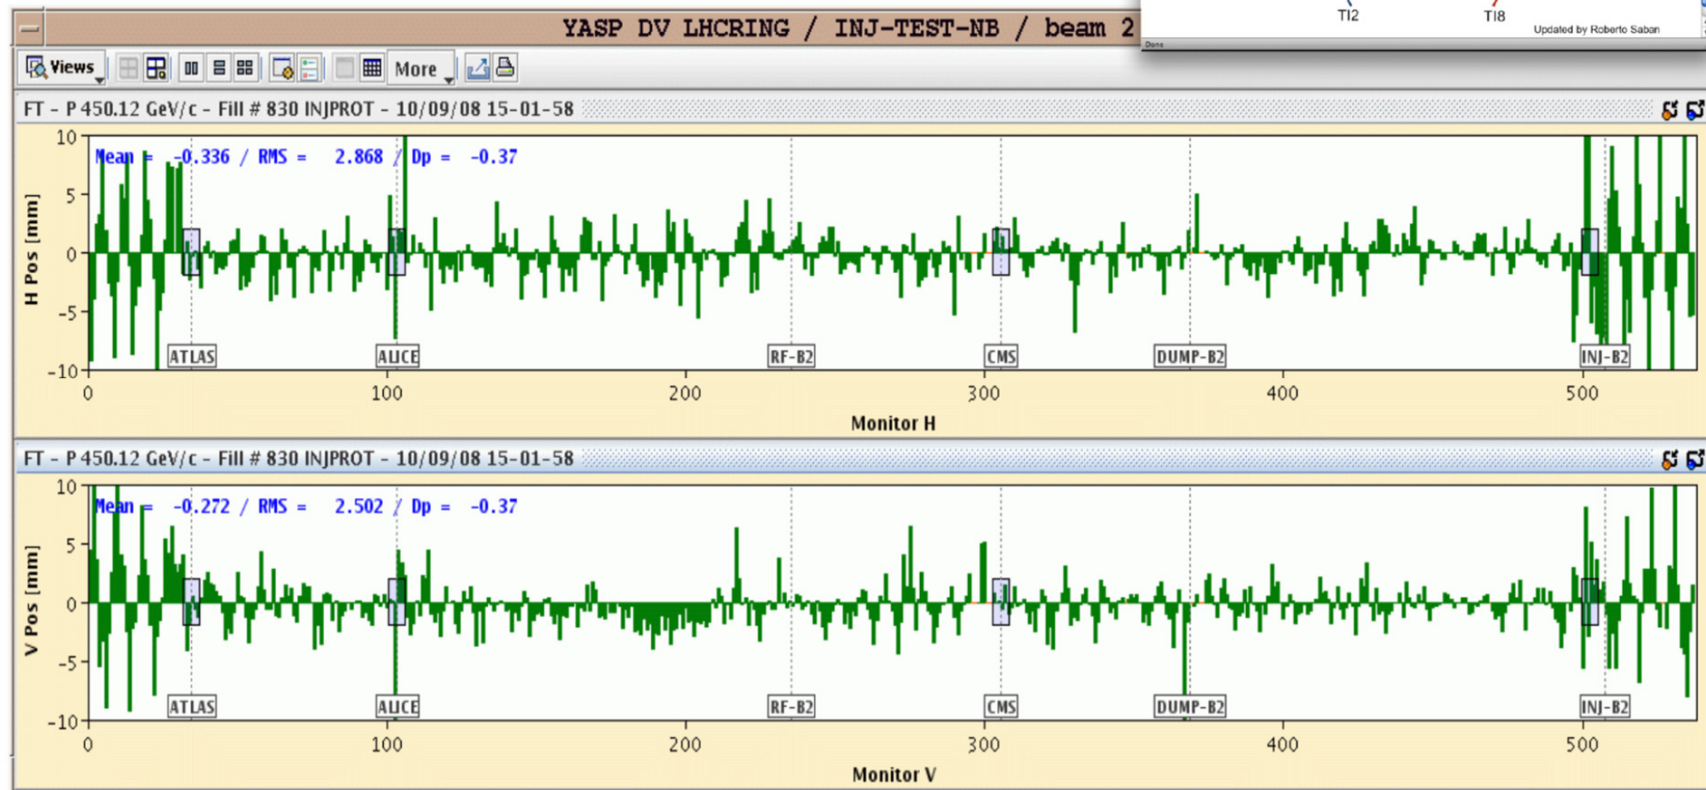 TI2 TI8
Updated by Roberto Saban
Done
YASP DV LHCRING / INJ-TEST-NB / beam 2
Views More
FT - P 450.12 GeV/c - Fill # 830 INJPROT - 10/09/08 15-01-58
Mean = -0.336 / RMS = 2.868 / Dp = -0.37
H Pos [mm]
10
5
0
-5
-10
ATLAS ALICE RF-B2 CMS DUMP-B2 INJ-B2
0 100 200 300 400 500
Monitor H
FT - P 450.12 GeV/c - Fill # 830 INJPROT - 10/09/08 15-01-58
Mean = -0.272 / RMS = 2.502 / Dp = -0.37
V Pos [mm]
10
5
0
-5
-10
ATLAS ALICE RF-B2 CMS DUMP-B2 INJ-B2
0 100 200 300 400 500
Monitor V